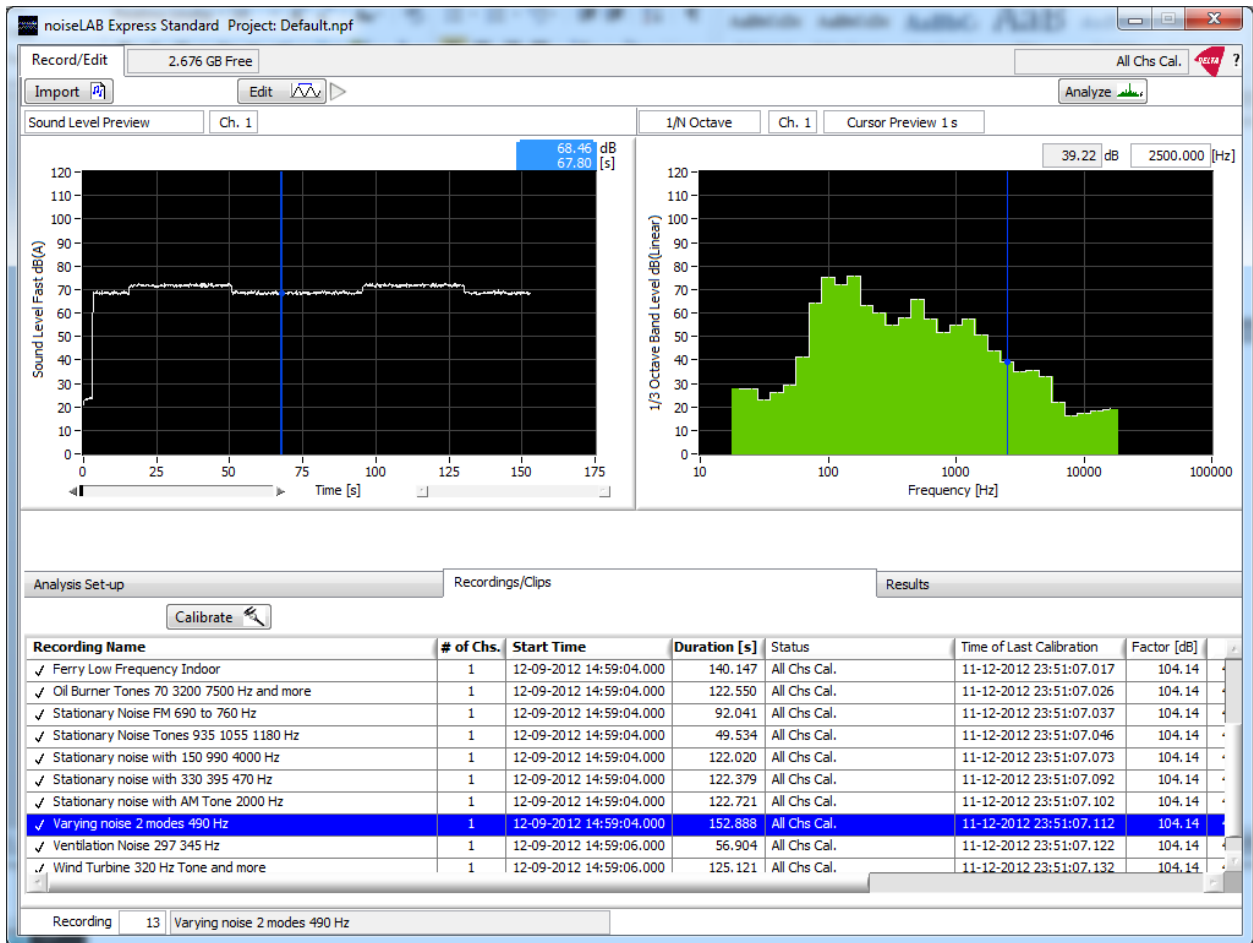 noiseLAB Express Standard Project: Default.npf
Record/Edit 2.676 GB Free All Chs Cal. DELTA ?
Import Edit Analyze
Sound Level Preview Ch. 1 1/N Octave Ch. 1 Cursor Preview 1 s
68.46 dB
67.80 [s]
39.22 dB 2500.000 [Hz]
Sound Level Fast dB(A)
120
110
100
90
80
70
60
50
40
30
20
10
0
0 25 50 75 100 125 150 175
Time [s]
1/3 Octave Band Level dB(Linear)
120
110
100
90
80
70
60
50
40
30
20
10
0
10 100 1000 10000 100000
Frequency [Hz]
Analysis Set-up Recordings/Clips Results
Calibrate
Recording Name # of Chs. Start Time Duration [s] Status Time of Last Calibration Factor [dB]
✓ Ferry Low Frequency Indoor 1 12-09-2012 14:59:04.000 140.147 All Chs Cal. 11-12-2012 23:51:07.017 104.14
✓ Oil Burner Tones 70 3200 7500 Hz and more 1 12-09-2012 14:59:04.000 122.550 All Chs Cal. 11-12-2012 23:51:07.026 104.14
✓ Stationary Noise FM 690 to 760 Hz 1 12-09-2012 14:59:04.000 92.041 All Chs Cal. 11-12-2012 23:51:07.037 104.14
✓ Stationary Noise Tones 935 1055 1180 Hz 1 12-09-2012 14:59:04.000 49.534 All Chs Cal. 11-12-2012 23:51:07.046 104.14
✓ Stationary noise with 150 990 4000 Hz 1 12-09-2012 14:59:04.000 122.020 All Chs Cal. 11-12-2012 23:51:07.073 104.14
✓ Stationary noise with 330 395 470 Hz 1 12-09-2012 14:59:04.000 122.379 All Chs Cal. 11-12-2012 23:51:07.092 104.14
✓ Stationary noise with AM Tone 2000 Hz 1 12-09-2012 14:59:04.000 122.721 All Chs Cal. 11-12-2012 23:51:07.102 104.14
✓ Varying noise 2 modes 490 Hz 1 12-09-2012 14:59:04.000 152.888 All Chs Cal. 11-12-2012 23:51:07.112 104.14
✓ Ventilation Noise 297 345 Hz 1 12-09-2012 14:59:06.000 56.904 All Chs Cal. 11-12-2012 23:51:07.122 104.14
✓ Wind Turbine 320 Hz Tone and more 1 12-09-2012 14:59:06.000 125.121 All Chs Cal. 11-12-2012 23:51:07.132 104.14
Recording 13 Varying noise 2 modes 490 Hz